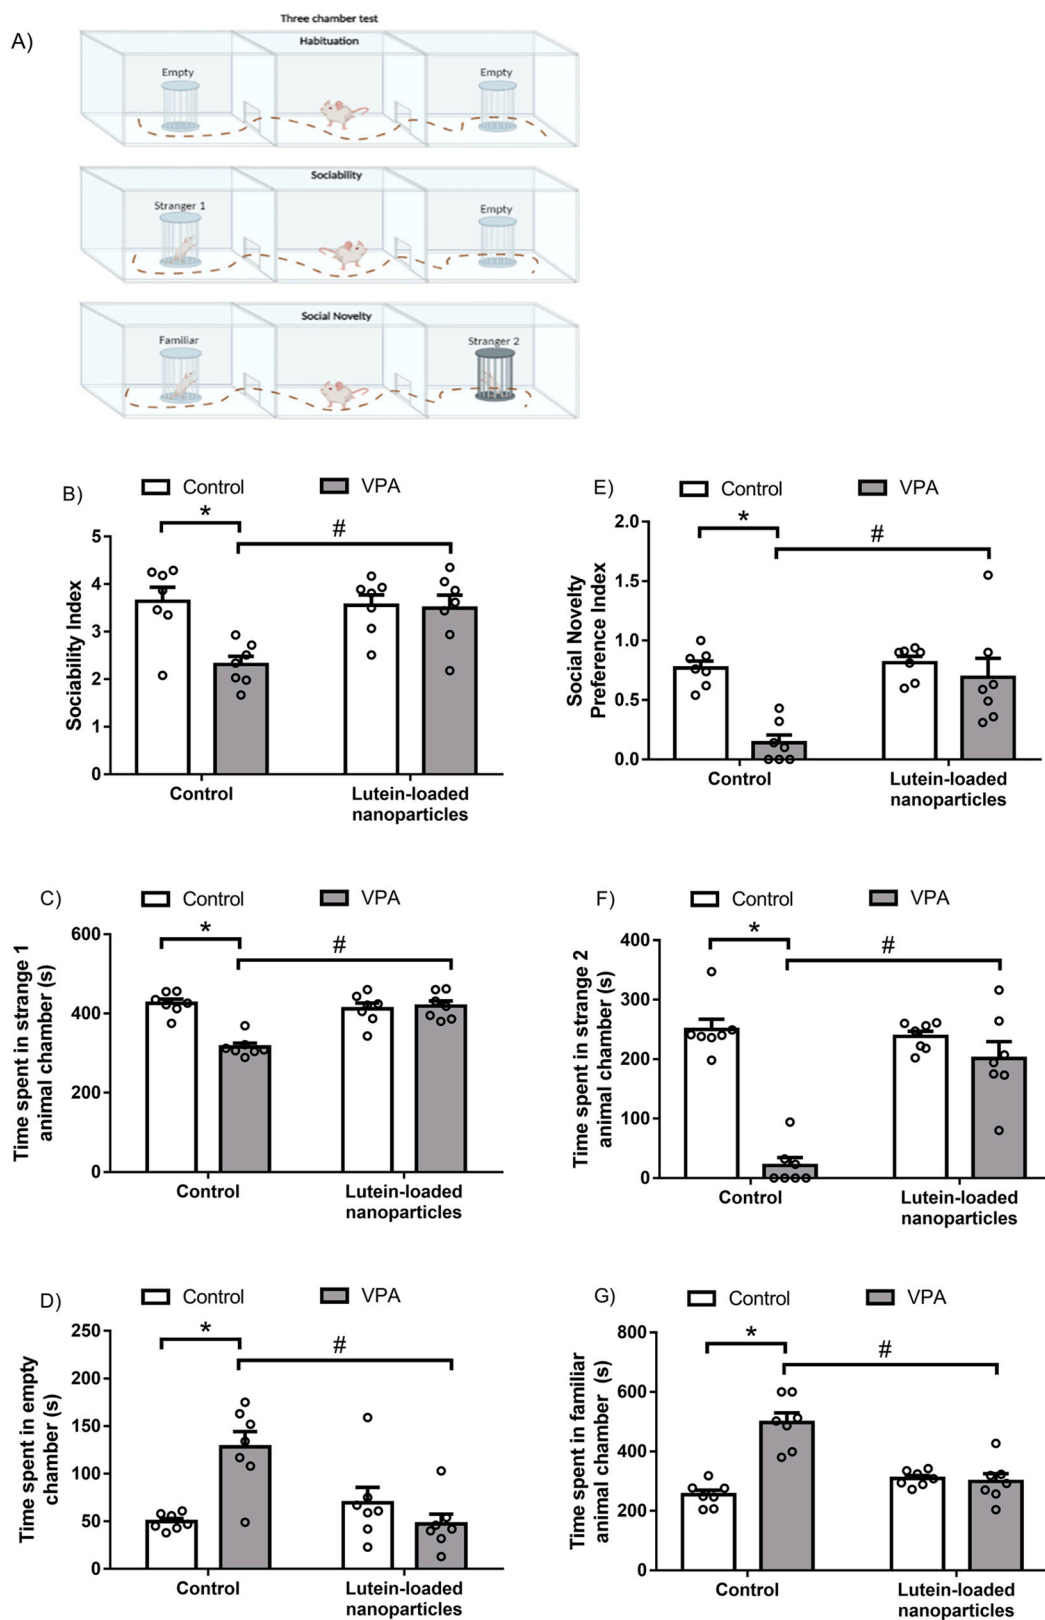 A)
Three chamber test
Habituation
Empty
Empty
Sociability
Stranger 1
Empty
Social Novelty
Familiar
Stranger 2
B)
Control
VPA
*
#
Sociability Index
5
4
3
2
1
0
Control
Lutein-loaded
nanoparticles
E)
Control
VPA
*
#
Social Novelty
Preference Index
2.0
1.5
1.0
0.5
0.0
Control
Lutein-loaded
nanoparticles
C)
Control
VPA
*
#
Time spent in strange 1
animal chamber (s)
600
400
200
0
Control
Lutein-loaded
nanoparticles
F)
Control
VPA
*
#
Time spent in strange 2
animal chamber (s)
400
300
200
100
0
Control
Lutein-loaded
nanoparticles
D)
Control
VPA
*
#
Time spent in empty
chamber (s)
250
200
150
100
50
0
Control
Lutein-loaded
nanoparticles
G)
Control
VPA
*
#
Time spent in familiar
animal chamber (s)
800
600
400
200
0
Control
Lutein-loaded
nanoparticles